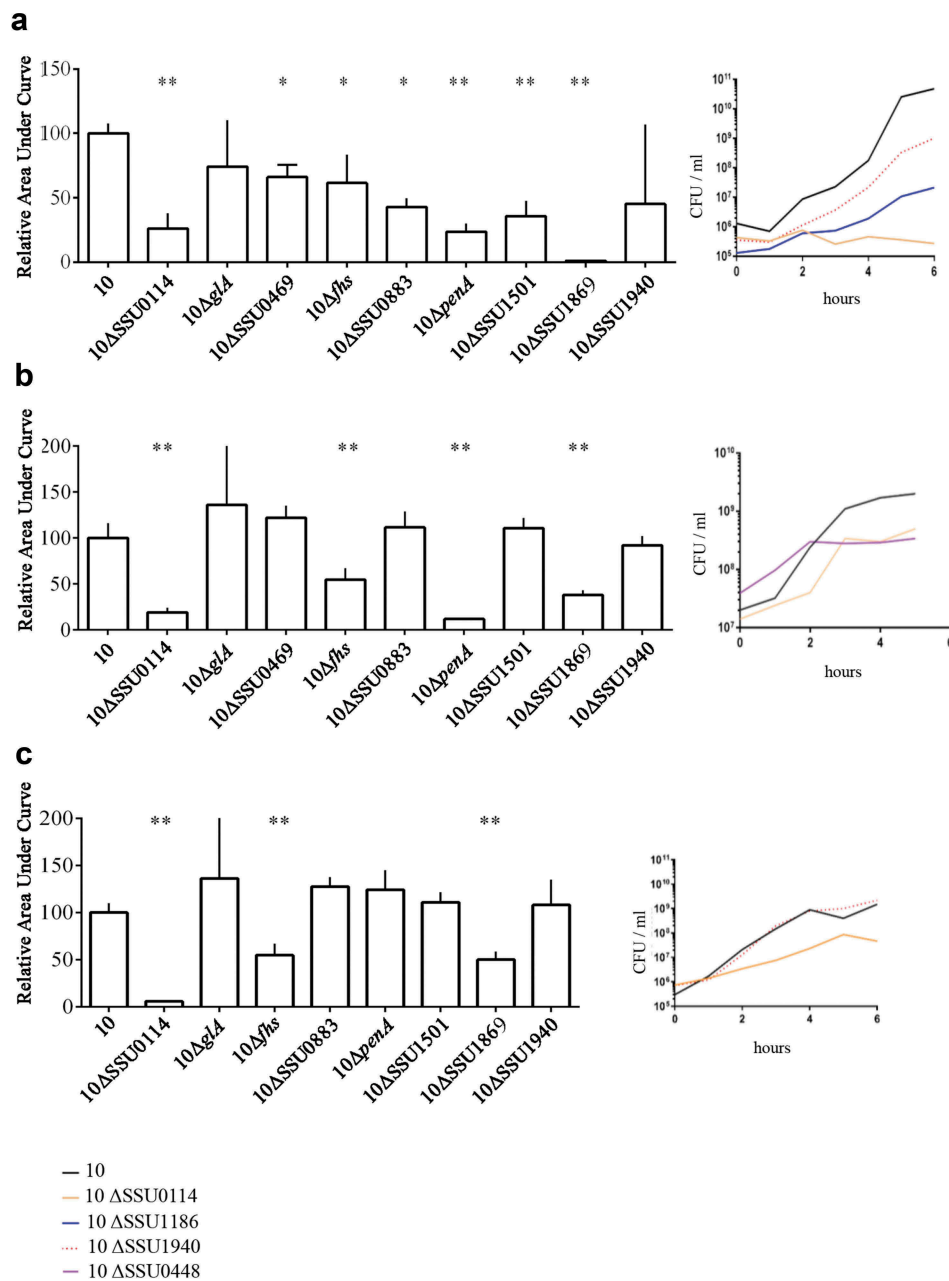 a
Relative Area Under Curve
150
100
50
0
** * * * ** ** **
10
10ΔSSU0114
10ΔglA
10ΔSSU0469
10Δfhs
10ΔSSU0883
10ΔpenA
10ΔSSU1501
10ΔSSU1869
10ΔSSU1940
CFU / ml
10¹¹
10¹⁰
10⁹
10⁸
10⁷
10⁶
10⁵
0 2 4 6
hours
b
Relative Area Under Curve
200
150
100
50
0
** ** ** **
10
10ΔSSU0114
10ΔglA
10ΔSSU0469
10Δfhs
10ΔSSU0883
10ΔpenA
10ΔSSU1501
10ΔSSU1869
10ΔSSU1940
CFU / ml
10¹⁰
10⁹
10⁸
10⁷
0 2 4
hours
c
Relative Area Under Curve
200
150
100
50
0
** ** **
10
10ΔSSU0114
10ΔglA
10Δfhs
10ΔSSU0883
10ΔpenA
10ΔSSU1501
10ΔSSU1869
10ΔSSU1940
CFU / ml
10¹¹
10¹⁰
10⁹
10⁸
10⁷
10⁶
10⁵
0 2 4 6
hours
10
10 ΔSSU0114
10 ΔSSU1186
10 ΔSSU1940
10 ΔSSU0448